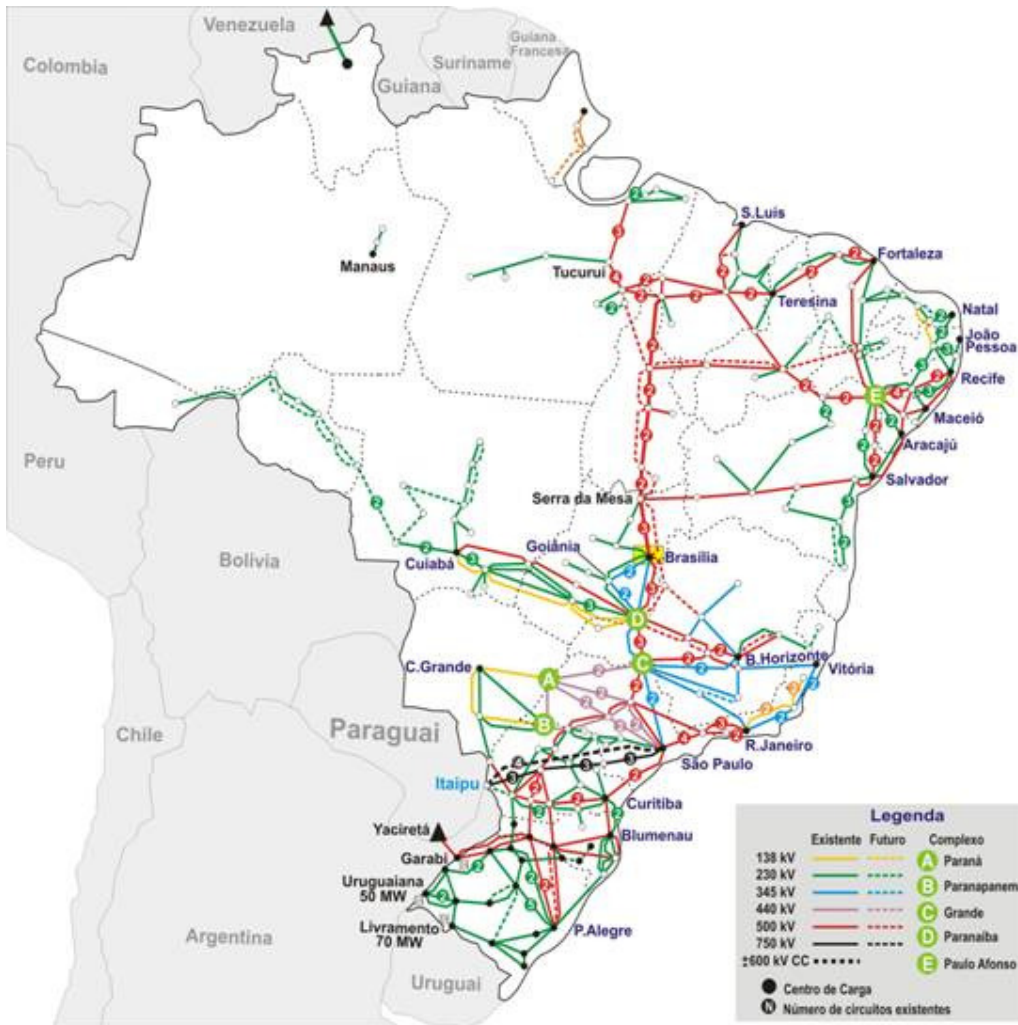 Venezuela
Guiana
Francesa
Colombia
Suriname
Guiana
S.Luis
Fortaleza
Manaus
Tucuruí
Teresina
Natal
João
Pessoa
Recife
E
Maceió
Aracajú
Peru
Salvador
Serra da Mesa
Goiânia
Brasília
Bolivia
Cuiabá
D
C
B.Horizonte
C.Grande
A
Vitória
B
Paraguai
R.Janeiro
Chile
São Paulo
Itaipu
Curitiba
Yaciretá
Blumenau
Garabi
Uruguaiana
50 MW
Livramento
70 MW
P.Alegre
Argentina
Uruguai
Legenda
Existente Futuro Complexo
138 kV A Paraná
230 kV B Paranapanem
345 kV
440 kV C Grande
500 kV D Paranaíba
750 kV
±600 kV CC E Paulo Afonso
Centro de Carga
N Número de circuitos existentes